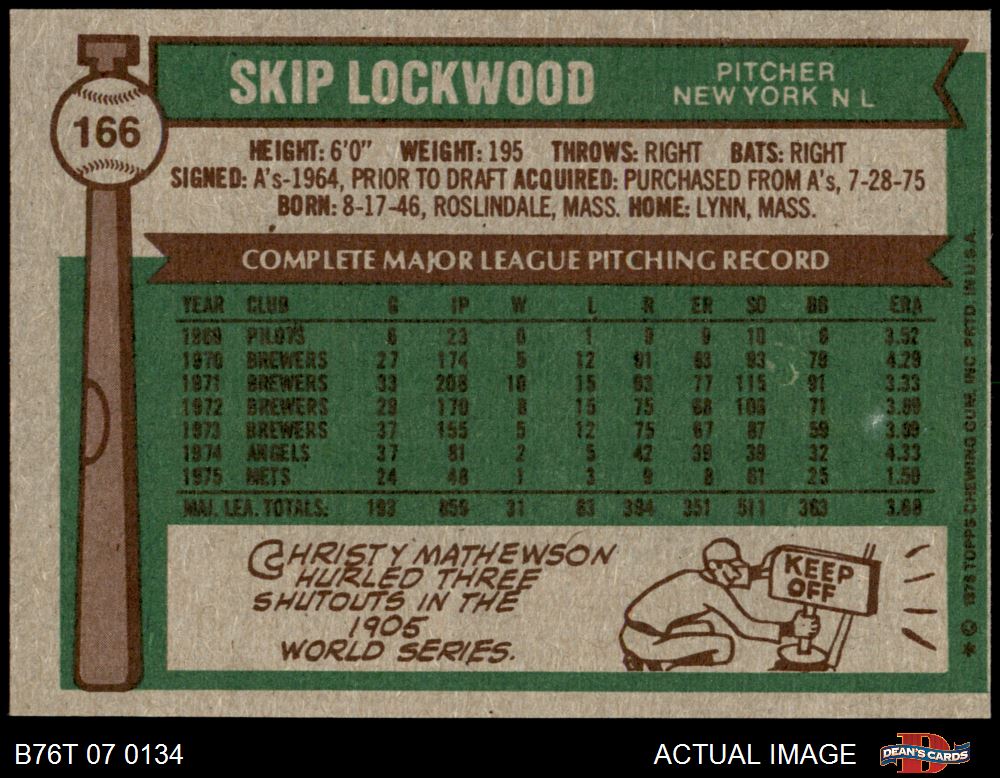 166
SKIP LOCKWOOD
PITCHER
NEW YORK N L
HEIGHT: 6'0" WEIGHT: 195 THROWS: RIGHT BATS: RIGHT
SIGNED: A's-1964, PRIOR TO DRAFT ACQUIRED: PURCHASED FROM A's, 7-28-75
BORN: 8-17-46, ROSLINDALE, MASS. HOME: LYNN, MASS.
COMPLETE MAJOR LEAGUE PITCHING RECORD
YEAR CLUB G IP W L R ER SO BB ERA
1969 PILOTS 6 23 0 1 9 9 10 6 3.52
1970 BREWERS 27 174 5 12 91 83 93 79 4.29
1971 BREWERS 33 208 10 15 93 77 115 91 3.33
1972 BREWERS 29 170 8 15 75 68 106 71
1973 BREWERS 37 155 5 12 75 67 87 59
1974 ANGELS 37 81 2 5 42 39 39 32 4.33
1975 METS 24 48 1 3 9 8 61 25 1.50
MAJ. LEA. TOTALS: 193 859 31 63 394 351 511 363
CHRISTY MATHEWSON
HURLED THREE
SHUTOUTS IN THE
1905
WORLD SERIES.
KEEP
OFF
* © 1976 TOPPS CHEWING GUM, INC. PRTD. IN U.S.A.
B76T 07 0134
ACTUAL IMAGE
DEAN'S CARDS